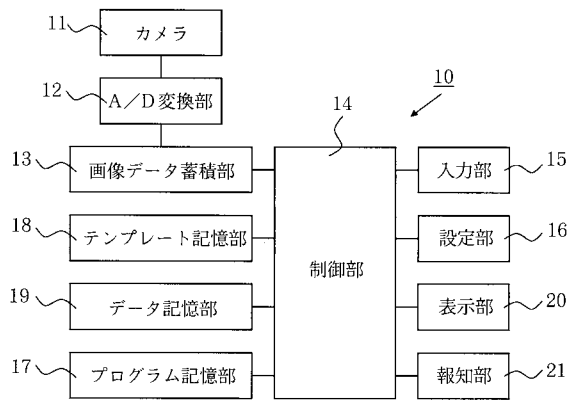 11 カメラ
12 A／D変換部
10
14
13 画像データ蓄積部
入力部 15
18 テンプレート記憶部
設定部 16
制御部
19 データ記憶部
表示部 20
17 プログラム記憶部
報知部 21